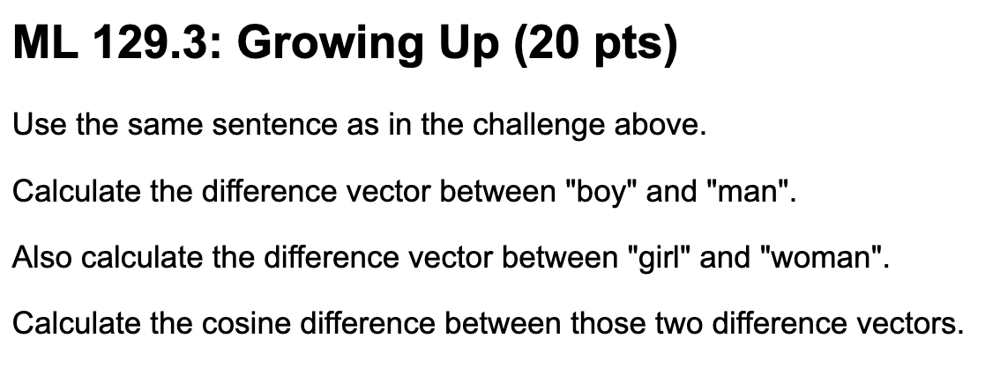 ML 129.3: Growing Up (20 pts)
Use the same sentence as in the challenge above.
Calculate the difference vector between "boy" and "man".
Also calculate the difference vector between "girl" and "woman".
Calculate the cosine difference between those two difference vectors.